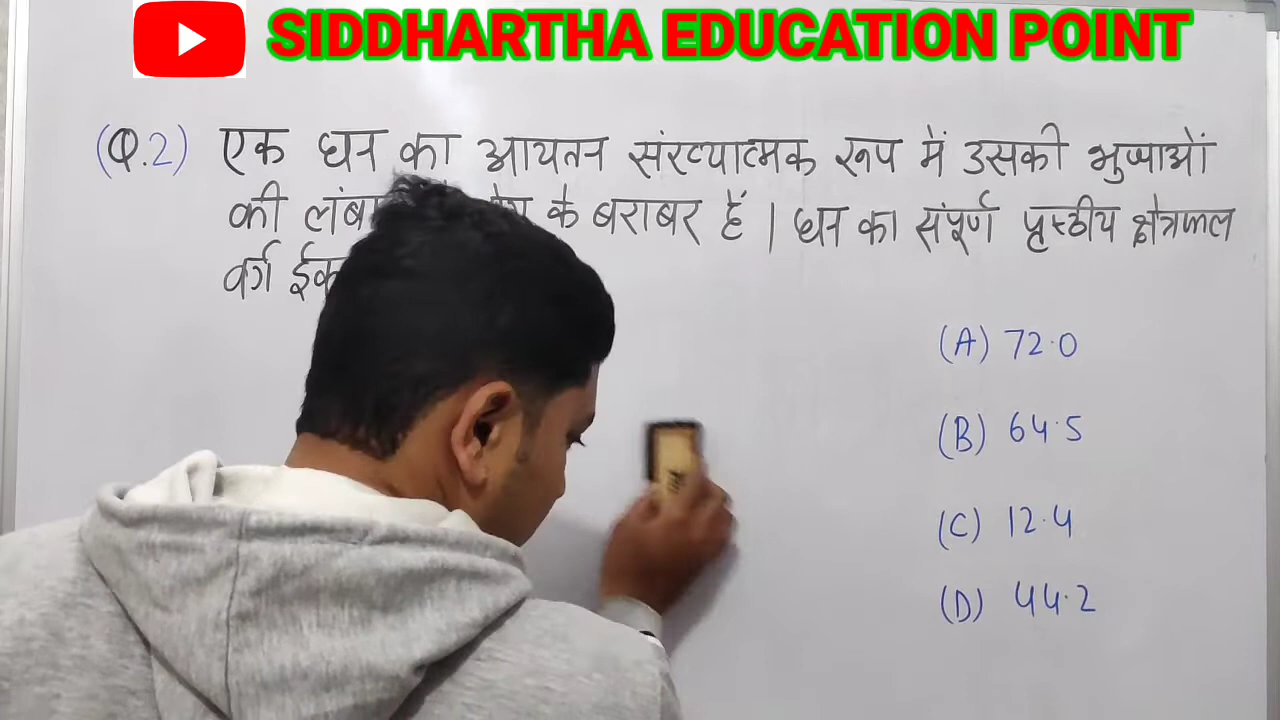 SIDDHARTHA EDUCATION POINT
(Q.2) एक घन का आयतन संख्यात्मक रूप में उसकी भुजाओं
की के बराबर हैं | घन का संपूर्ण पृष्ठीय क्षेत्रफल
वर्ग
(A) 72.0
(B) 64.5
(C) 12.4
(D) 44.2